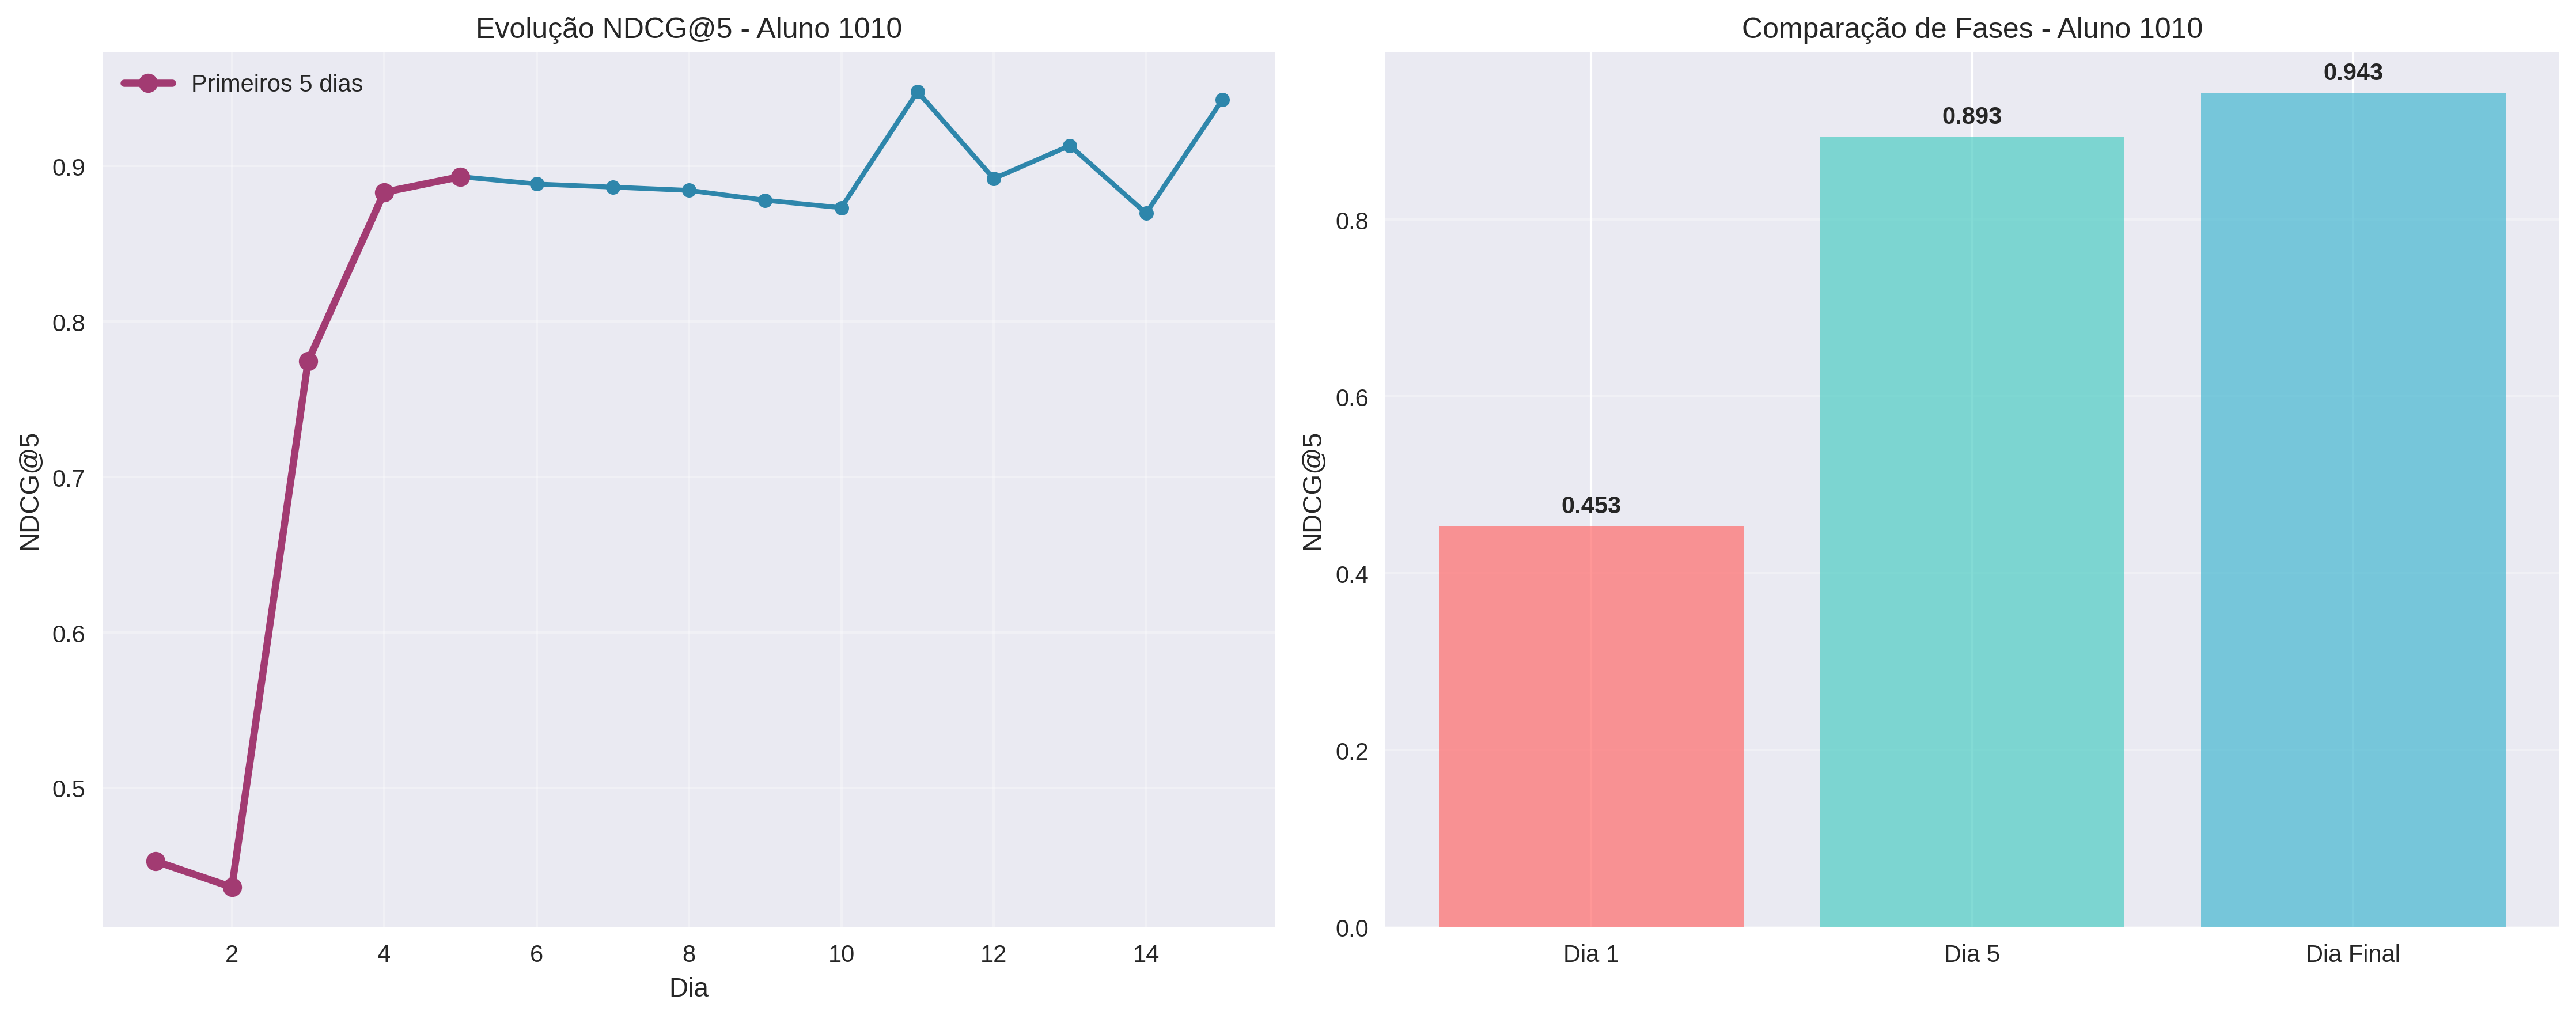 Evolução NDCG@5 - Aluno 1010
Primeiros 5 dias
0.9
0.8
0.7
0.6
0.5
NDCG@5
2 4 6 8 10 12 14
Dia
Comparação de Fases - Aluno 1010
0.943
0.893
0.453
0.8
0.6
0.4
0.2
0.0
NDCG@5
Dia 1 Dia 5 Dia Final